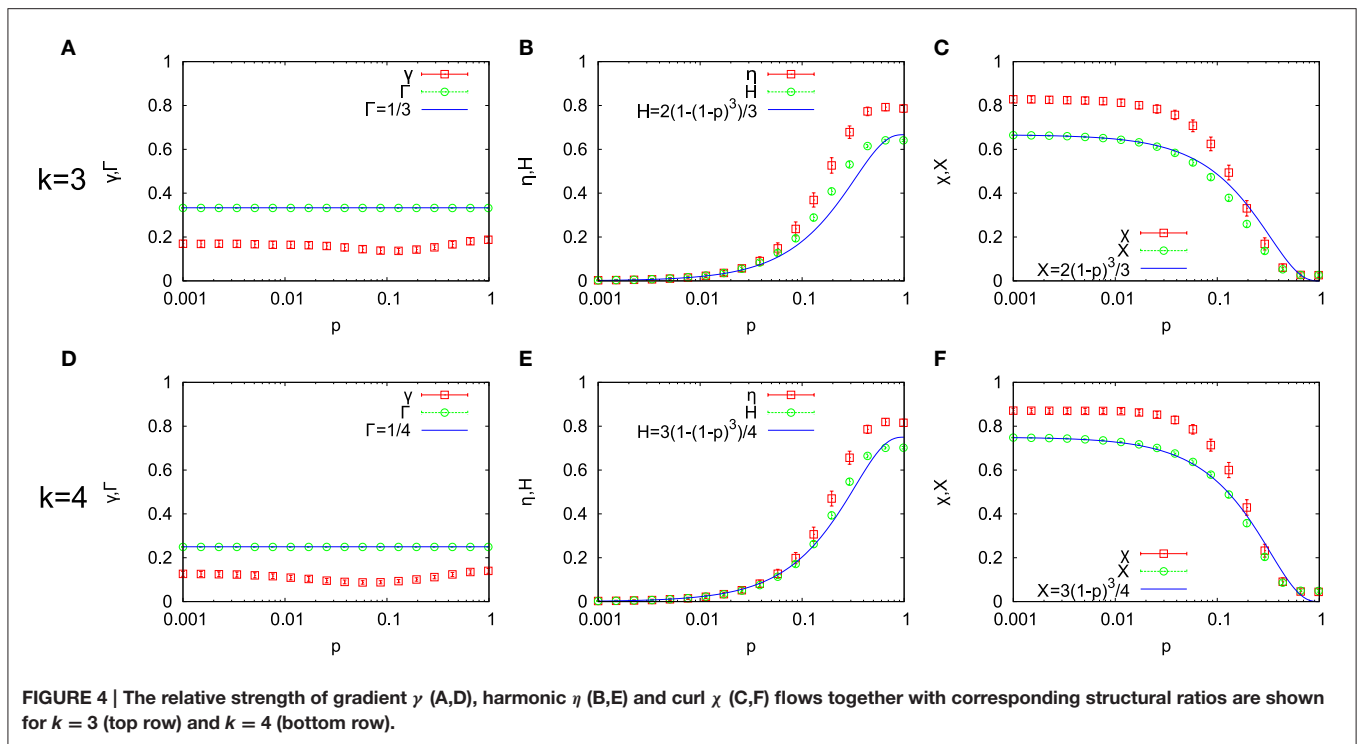 A
B
C
k=3
γ,Γ
1
0.8
0.6
0.4
0.2
0
γ
Γ
Γ=1/3
0.001
0.01
0.1
1
p
η,H
1
0.8
0.6
0.4
0.2
0
η
H
H=2(1-(1-p)³)/3
0.001
0.01
0.1
1
p
χ,X
1
0.8
0.6
0.4
0.2
0
χ
X
X=2(1-p)³/3
0.001
0.01
0.1
1
p
D
E
F
k=4
γ,Γ
1
0.8
0.6
0.4
0.2
0
γ
Γ
Γ=1/4
0.001
0.01
0.1
1
p
η,H
1
0.8
0.6
0.4
0.2
0
η
H
H=3(1-(1-p)³)/4
0.001
0.01
0.1
1
p
χ,X
1
0.8
0.6
0.4
0.2
0
χ
X
X=3(1-p)³/4
0.001
0.01
0.1
1
p
FIGURE 4 | The relative strength of gradient γ (A,D), harmonic η (B,E) and curl χ (C,F) flows together with corresponding structural ratios are shown
for k = 3 (top row) and k = 4 (bottom row).